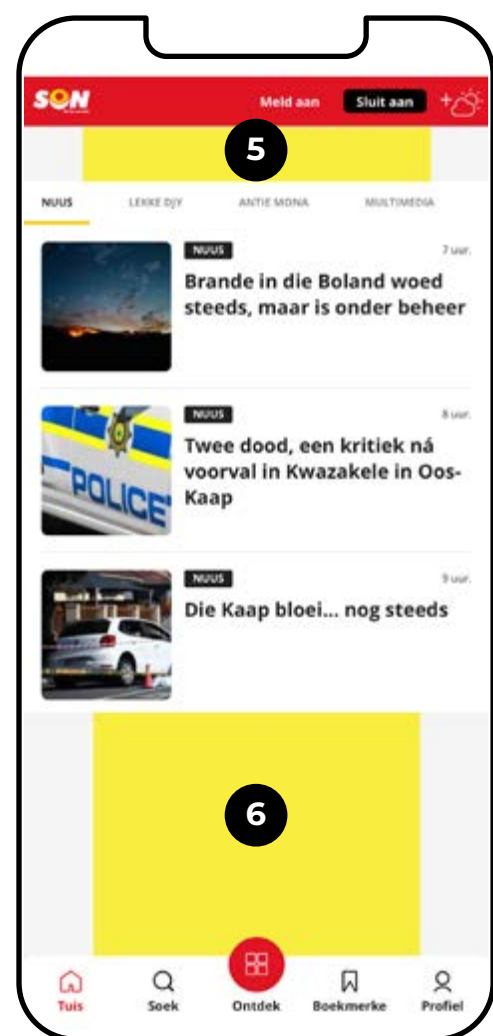 SON
Meld aan
Sluit aan
+
5
NUUS
LEKKE DJY
ANTIE MONA
MULTIMEDIA
NUUS
7 uur.
Brande in die Boland woed
steeds, maar is onder beheer
NUUS
8 uur.
Twee dood, een kritiek ná
voorval in Kwazakele in Oos-
Kaap
POLICE
NUUS
9 uur.
Die Kaap bloei... nog steeds
6
Tuis
Soek
Ontdek
Boekmerke
Profiel